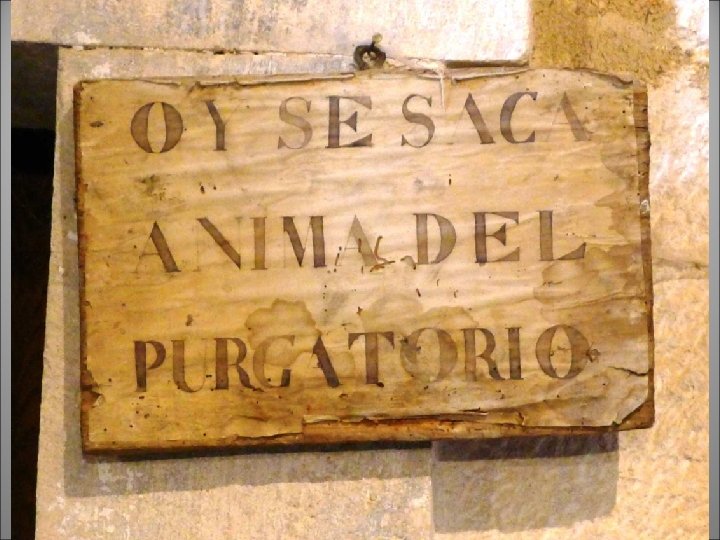 OY SE SACA
ANIMA DEL
PURGATORIO